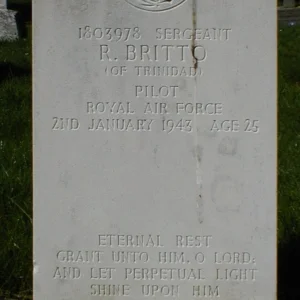 1803978 SERGEANT
R. BRITTO
(OF TRINIDAD)
PILOT
ROYAL AIR FORCE
2ND JANUARY 1943 AGE 25
ETERNAL REST
GRANT UNTO HIM, O LORD;
AND LET PERPETUAL LIGHT
SHINE UPON HIM